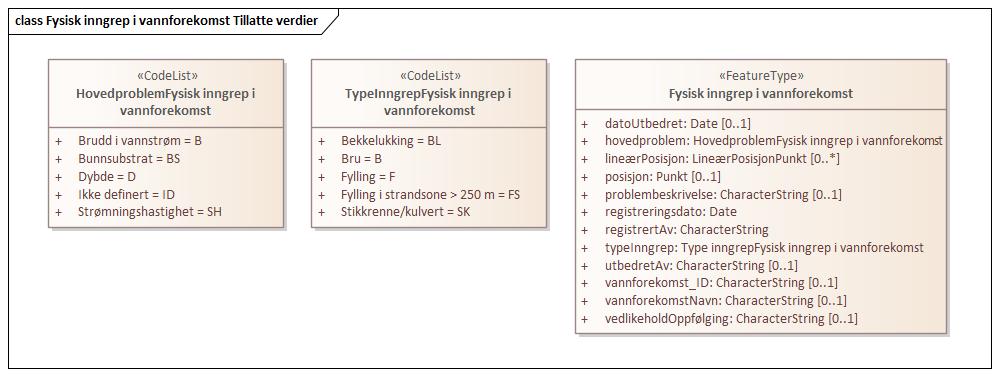 class Fysisk inngrep i vannforekomst Tillatte verdier
«CodeList»
HovedproblemFysisk inngrep i
vannforekomst
+ Brudd i vannstrøm = B
+ Bunnsubstrat = BS
+ Dybde = D
+ Ikke definert = ID
+ Strømningshastighet = SH
«CodeList»
TypeInngrepFysisk inngrep i
vannforekomst
+ Bekkelukking = BL
+ Bru = B
+ Fylling = F
+ Fylling i strandsone > 250 m = FS
+ Stikkrenne/kulvert = SK
«FeatureType»
Fysisk inngrep i vannforekomst
+ datoUtbedret: Date [0..1]
+ hovedproblem: HovedproblemFysisk inngrep i vannforekomst
+ lineærPosisjon: LineærPosisjonPunkt [0..*]
+ posisjon: Punkt [0..1]
+ problembeskrivelse: CharacterString [0..1]
+ registreringsdato: Date
+ registrertAv: CharacterString
+ typeInngrep: Type inngrepFysisk inngrep i vannforekomst
+ utbedretAv: CharacterString [0..1]
+ vannforekomst_ID: CharacterString [0..1]
+ vannforekomstNavn: CharacterString [0..1]
+ vedlikeholdOppfølging: CharacterString [0..1]